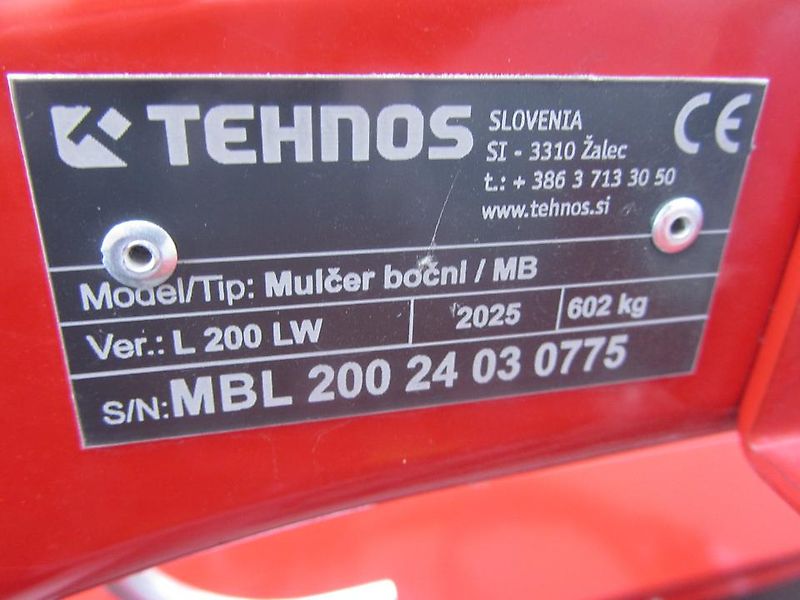 TEHNOS
SLOVENIA
SI - 3310 Žalec
t.: + 386 3 713 30 50
www.tehnos.si
CE
Model/Tip: Mulčer bočni / MB
Ver.: L 200 LW 2025 602 kg
S/N: MBL 200 24 03 0775